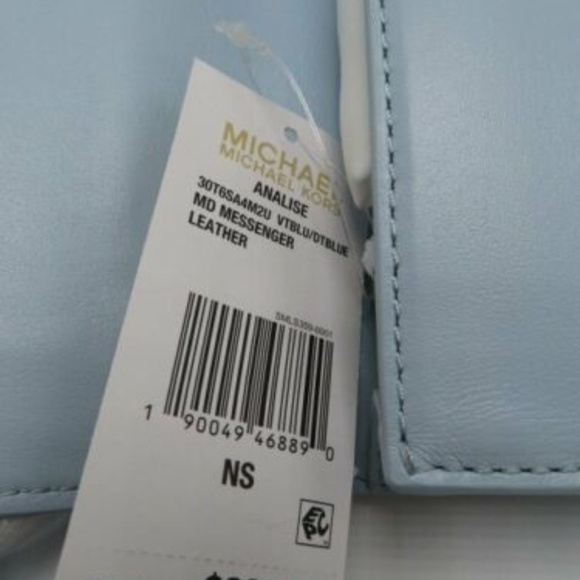 MICHAEL
MICHAEL KORS
ANALISE
30T6SA4M2U VTBLU/DTBLUE
MD MESSENGER
LEATHER
1 90049 46889 0
NS